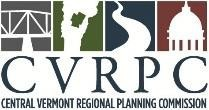 CVRPC
CENTRAL VERMONT REGIONAL PLANNING COMMISSION